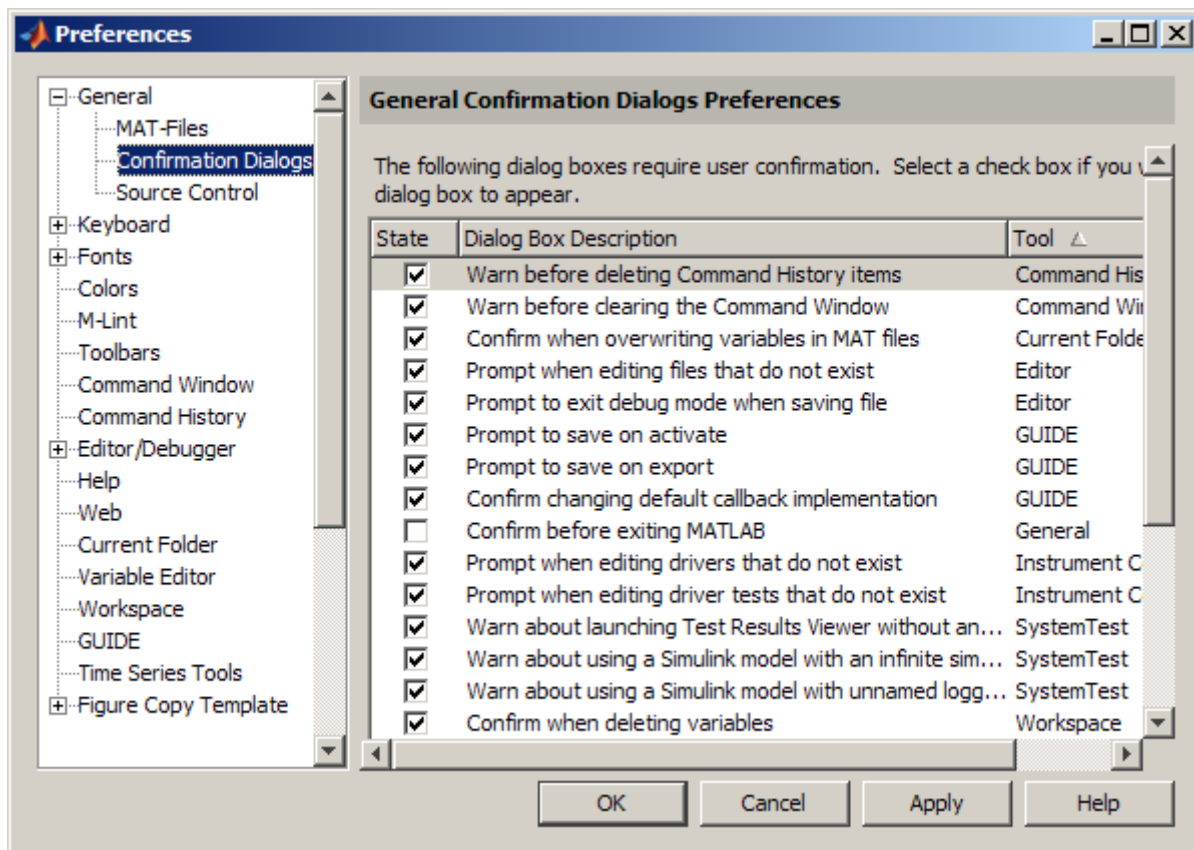 Preferences
General
MAT-Files
Confirmation Dialogs
Source Control
Keyboard
Fonts
Colors
M-Lint
Toolbars
Command Window
Command History
Editor/Debugger
Help
Web
Current Folder
Variable Editor
Workspace
GUIDE
Time Series Tools
Figure Copy Template
General Confirmation Dialogs Preferences
The following dialog boxes require user confirmation. Select a check box if you
dialog box to appear.
State Dialog Box Description Tool
Warn before deleting Command History items Command His
Warn before clearing the Command Window Command Wi
Confirm when overwriting variables in MAT files Current Folde
Prompt when editing files that do not exist Editor
Prompt to exit debug mode when saving file Editor
Prompt to save on activate GUIDE
Prompt to save on export GUIDE
Confirm changing default callback implementation GUIDE
Confirm before exiting MATLAB General
Prompt when editing drivers that do not exist Instrument C
Prompt when editing driver tests that do not exist Instrument C
Warn about launching Test Results Viewer without an... SystemTest
Warn about using a Simulink model with an infinite sim... SystemTest
Warn about using a Simulink model with unnamed logg... SystemTest
Confirm when deleting variables Workspace
OK Cancel Apply Help